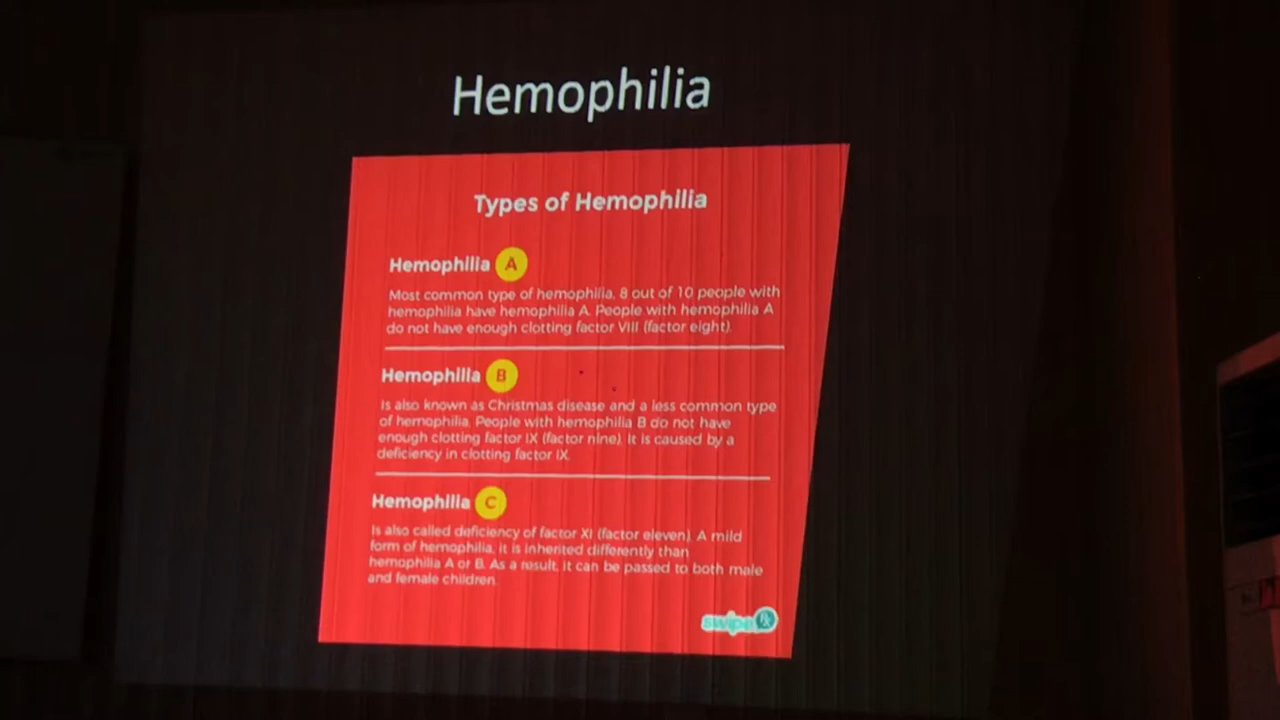 Hemophilia
Types of Hemophilia
Hemophilia A
Most common type of hemophilia, 8 out of 10 people with
hemophilia have hemophilia A. People with hemophilia A
do not have enough clotting factor VIII (factor eight).
Hemophilia B
Is also known as Christmas disease and a less common type
of hemophilia. People with hemophilia B do not have
enough clotting factor IX (factor nine). It is caused by a
deficiency in clotting factor IX.
Hemophilia C
Is also called deficiency of factor XI (factor eleven). A mild
form of hemophilia, it is inherited differently than
hemophilia A or B. As a result, it can be passed to both male
and female children.
swipe Rx